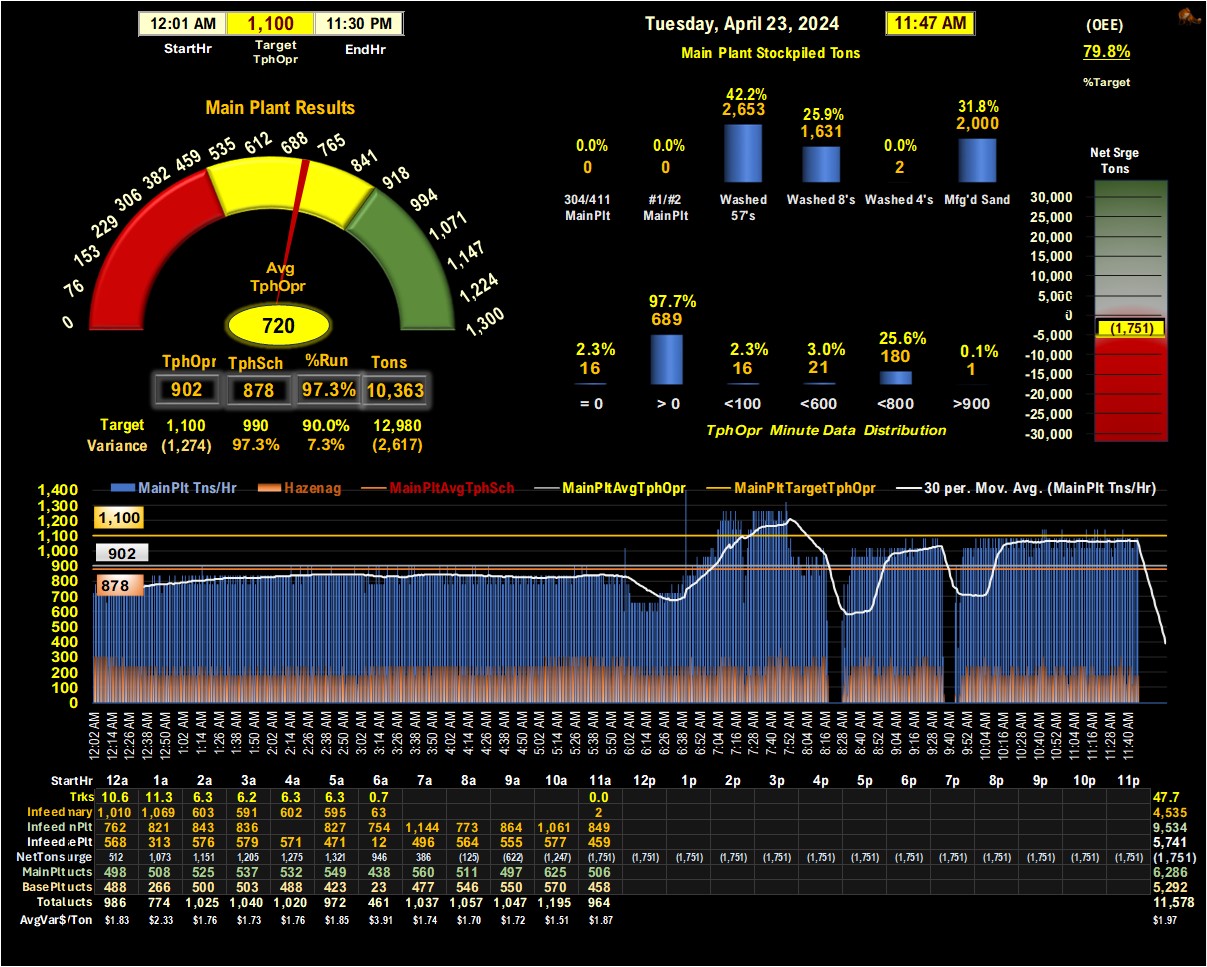 12:01 AM 1,100 11:30 PM
StartHr Target TphOpr EndHr
Tuesday, April 23, 2024 11:47 AM
(OEE)
79.8%
%Target
Main Plant Stockpiled Tons
42.2% 25.9% 31.8%
2,653 1,631 2,000
0.0% 0.0% 0.0%
0 0 2
304/411 MainPlt #1/#2 MainPlt Washed 57's Washed 8's Washed 4's Mfg'd Sand
Main Plant Results
0 76 153 229 306 382 459 535 612 688 765 841 918 994 1,071 1,147 1,224 1,300
Avg
TphOpr
720
TphOpr TphSch %Run Tons
902 878 97.3% 10,363
Target 1,100 990 90.0% 12,980
Variance (1,274) 97.3% 7.3% (2,617)
97.7%
689
2.3% 2.3% 3.0% 25.6% 0.1%
16 16 21 180 1
= 0 > 0 <100 <600 <800 >900
TphOpr Minute Data Distribution
Net Srge
Tons
30,000
25,000
20,000
15,000
10,000
5,000
0
-5,000
-10,000
-15,000
-20,000
-25,000
-30,000
(1,751)
MainPlt Tns/Hr Hazenag MainPltAvgTphSch MainPltAvgTphOpr MainPltTargetTphOpr 30 per. Mov. Avg. (MainPlt Tns/Hr)
1,400
1,300
1,200
1,100
1,000
900
800
700
600
500
400
300
200
100
0
1,100
902
878
12:02 AM 12:14 AM 12:26 AM 12:38 AM 12:50 AM 1:02 AM 1:14 AM 1:26 AM 1:38 AM 1:50 AM 2:02 AM 2:14 AM 2:26 AM 2:38 AM 2:50 AM 3:02 AM 3:14 AM 3:26 AM 3:38 AM 3:50 AM 4:02 AM 4:14 AM 4:26 AM 4:38 AM 4:50 AM 5:02 AM 5:14 AM 5:26 AM 5:38 AM 5:50 AM 6:02 AM 6:14 AM 6:26 AM 6:38 AM 6:52 AM 7:04 AM 7:16 AM 7:28 AM 7:40 AM 7:52 AM 8:04 AM 8:16 AM 8:28 AM 8:40 AM 8:52 AM 9:04 AM 9:16 AM 9:28 AM 9:40 AM 9:52 AM 10:04 AM 10:16 AM 10:28 AM 10:40 AM 10:52 AM 11:04 AM 11:16 AM 11:28 AM 11:40 AM
StartHr 12a 1a 2a 3a 4a 5a 6a 7a 8a 9a 10a 11a 12p 1p 2p 3p 4p 5p 6p 7p 8p 9p 10p 11p
Trks 10.6 11.3 6.3 6.2 6.3 6.3 0.7 0.0 47.7
Infeed mary 1,010 1,069 603 591 602 595 63 2 4,535
Infeed nPlt 762 821 843 836 827 754 1,144 773 864 1,061 849 9,534
Infeed ePlt 568 313 576 579 571 471 12 496 564 555 577 459 5,741
NetTons urge 512 1,073 1,151 1,205 1,275 1,321 946 386 (125) (622) (1,247) (1,751) (1,751) (1,751) (1,751) (1,751) (1,751) (1,751) (1,751) (1,751) (1,751) (1,751) (1,751) (1,751) (1,751)
MainPlt ucts 498 508 525 537 532 549 438 560 511 497 625 506 6,286
BasePlt ucts 488 266 500 503 488 423 23 477 546 550 570 458 5,292
Total ucts 986 774 1,025 1,040 1,020 972 461 1,037 1,057 1,047 1,195 964 11,578
AvgVar$/Ton $1.83 $2.33 $1.76 $1.73 $1.76 $1.85 $3.91 $1.74 $1.70 $1.72 $1.51 $1.87 $1.97